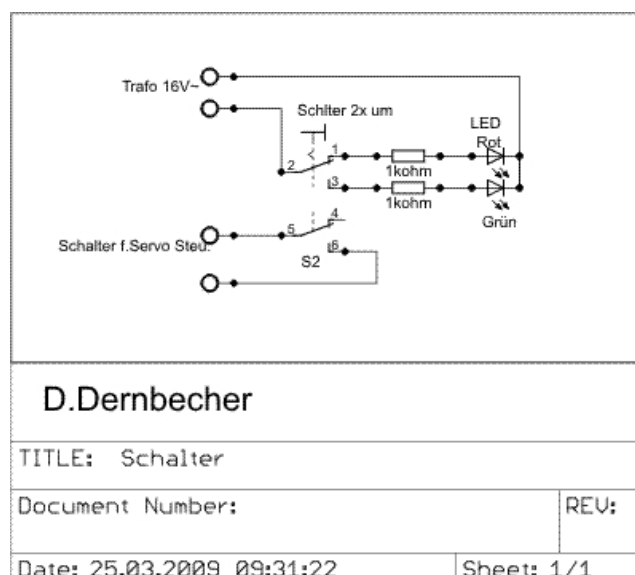 Trafo 16V~
Schlter 2x um
LED
Rot
1
2
1kohm
3
1kohm
Grün
4
5
Schalter f.Servo Steu.
6
S2
D.Dernbecher
TITLE: Schalter
Document Number:
REV:
Date: 25.03.2009 09:31:22
Sheet: 1/1